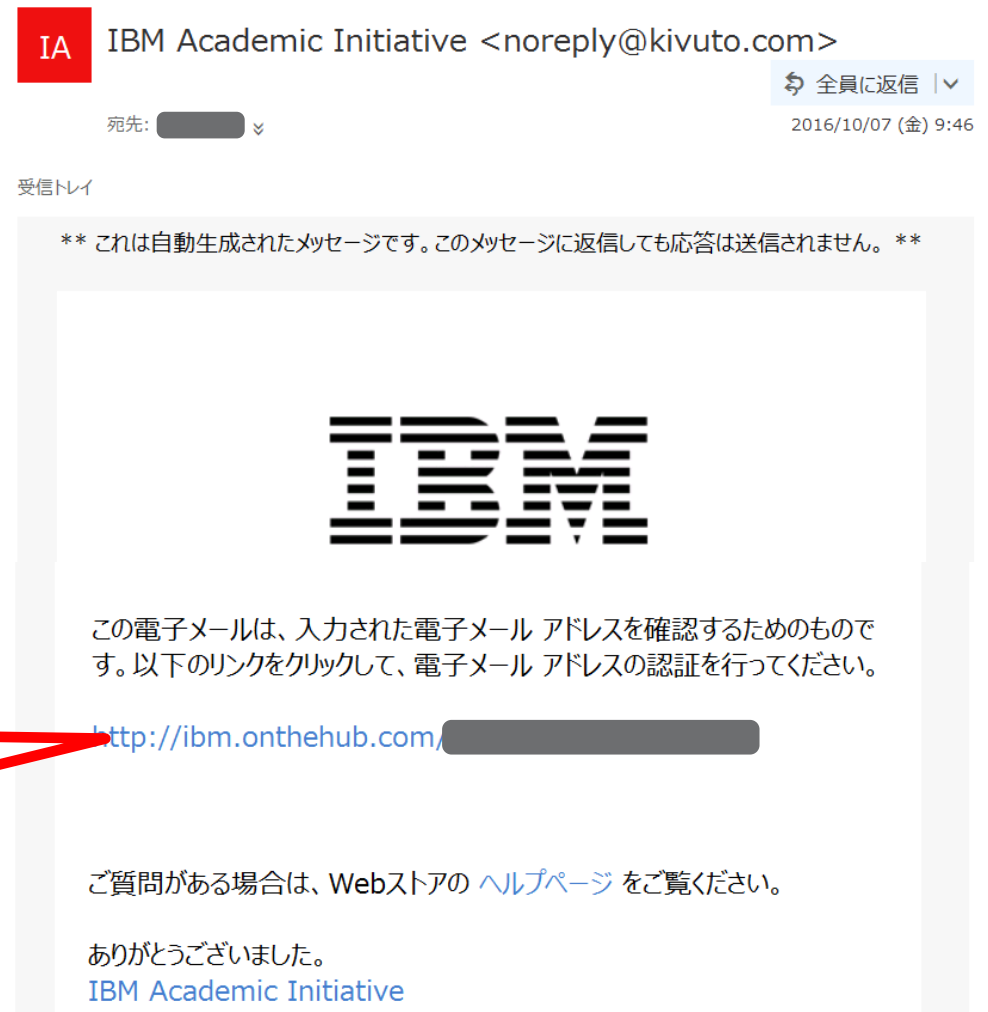 IA
IBM Academic Initiative <noreply@kivuto.com>
全員に返信
宛先:
2016/10/07 (金) 9:46
受信トレイ
** これは自動生成されたメッセージです。このメッセージに返信しても応答は送信されません。 **
IBM
この電子メールは、入力された電子メール アドレスを確認するためのもので
す。以下のリンクをクリックして、電子メール アドレスの認証を行ってください。
http://ibm.onthehub.com/
ご質問がある場合は、Webストアの ヘルプページ をご覧ください。
ありがとうございました。
IBM Academic Initiative